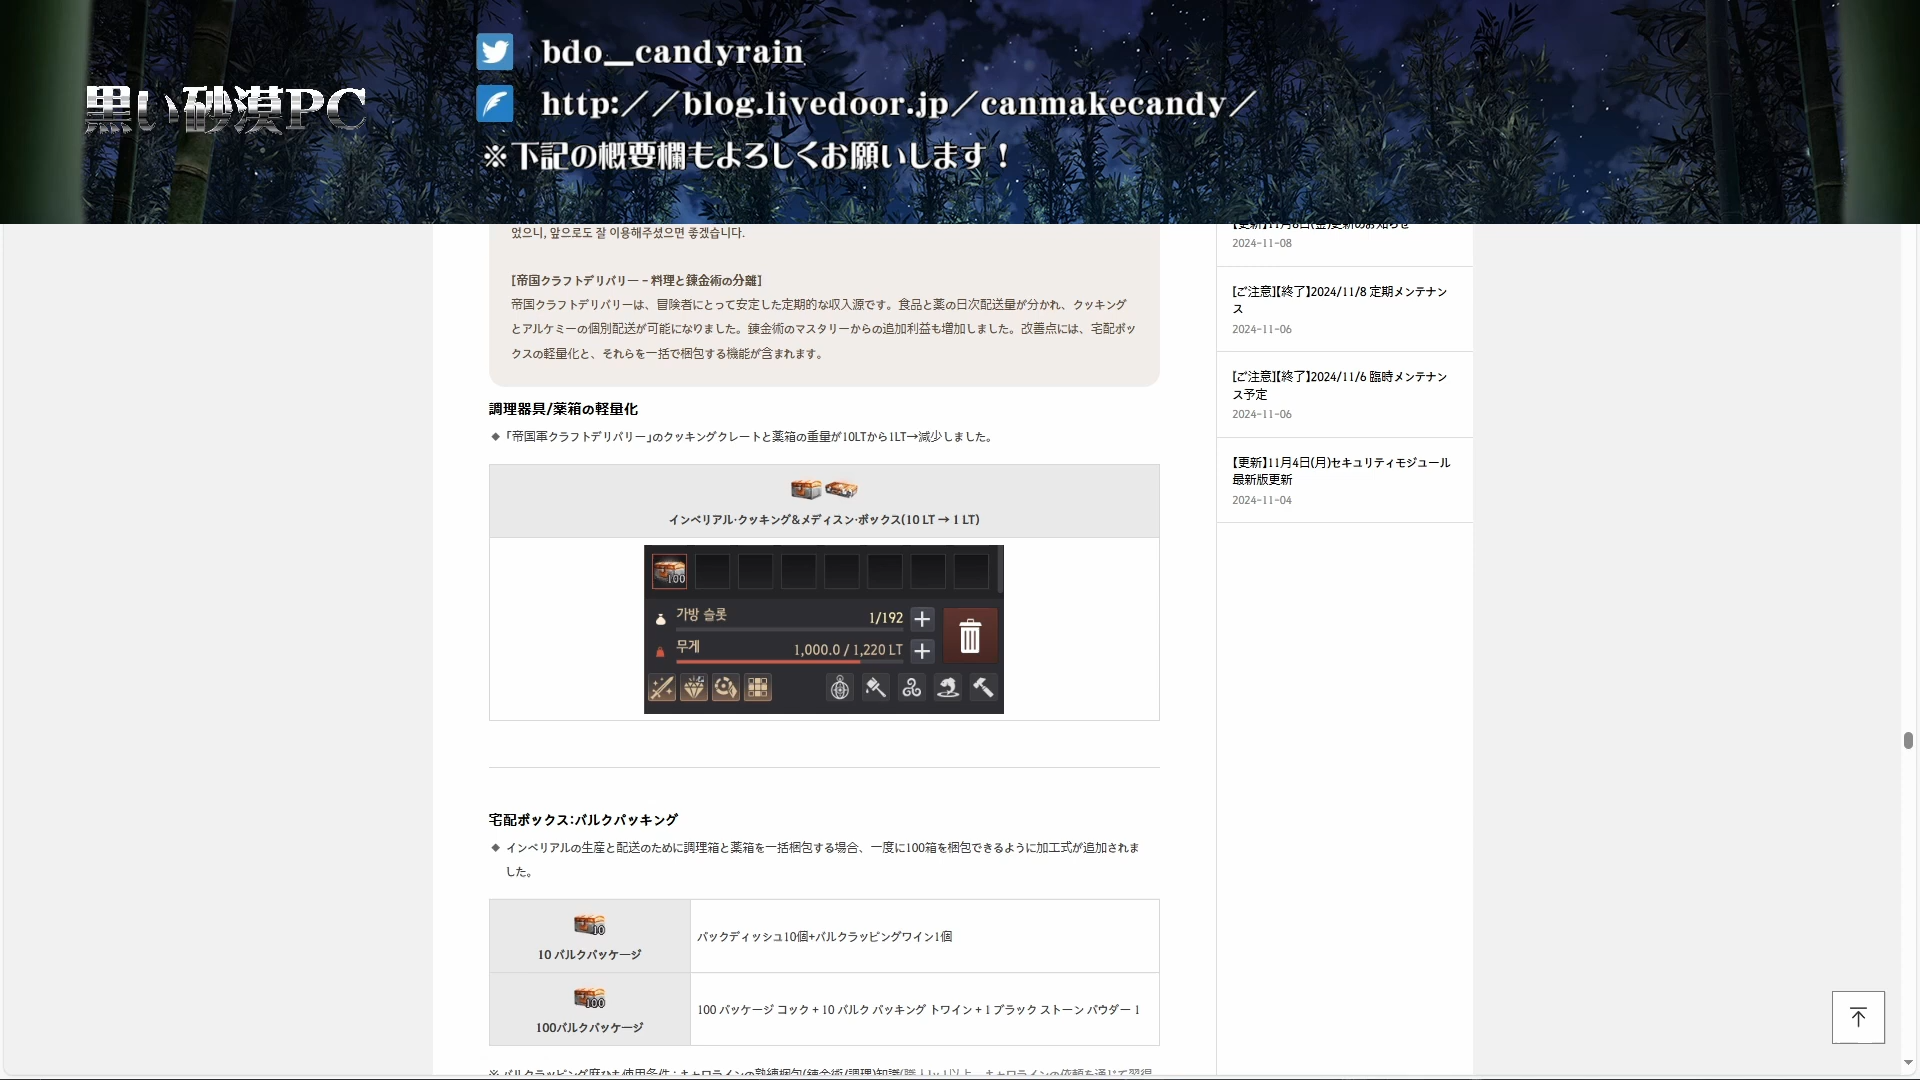 黒い砂漠PC
bdo__candyrain
http://blog.livedoor.jp/canmakecandy/
※下記の概要欄もよろしくお願いします！
었으니, 앞으로도 잘 이용해주셨으면 좋겠습니다.
[帝国クラフトデリバリー - 料理と錬金術の分離]
帝国クラフトデリバリーは、冒険者にとって安定した定期的な収入源です。食品と薬の日次配送量が分かれ、クッキング
とアルケミーの個別配送が可能になりました。錬金術のマスタリーからの追加利益も増加しました。改善点には、宅配ボッ
クスの軽量化と、それらを一括で梱包する機能が含まれます。
調理器具/薬箱の軽量化
◆ 「帝国軍クラフトデリバリー」のクッキングクレートと薬箱の重量が10LTから1LT→減少しました。
インペリアル·クッキング&メディスン·ボックス(10 LT → 1 LT)
100
가방 슬롯
1/192
무게
1,000.0 / 1,220 LT
宅配ボックス:バルクパッキング
◆ インペリアルの生産と配送のために調理箱と薬箱を一括梱包する場合、一度に100箱を梱包できるように加工式が追加されま
した。
10
10 バルクパッケージ
パックディッシュ10個+バルクラッピングワイン1個
100
100バルクパッケージ
100 パッケージ コック + 10 バルク パッキング トワイン + 1 ブラック ストーン パウダー 1
【更新】11月8日(金)更新のお知らせ
2024-11-08
[ご注意][終了]2024/11/8 定期メンテナン
ス
2024-11-06
[ご注意][終了]2024/11/6 臨時メンテナン
ス予定
2024-11-06
【更新】11月4日(月)セキュリティモジュール
最新版更新
2024-11-04